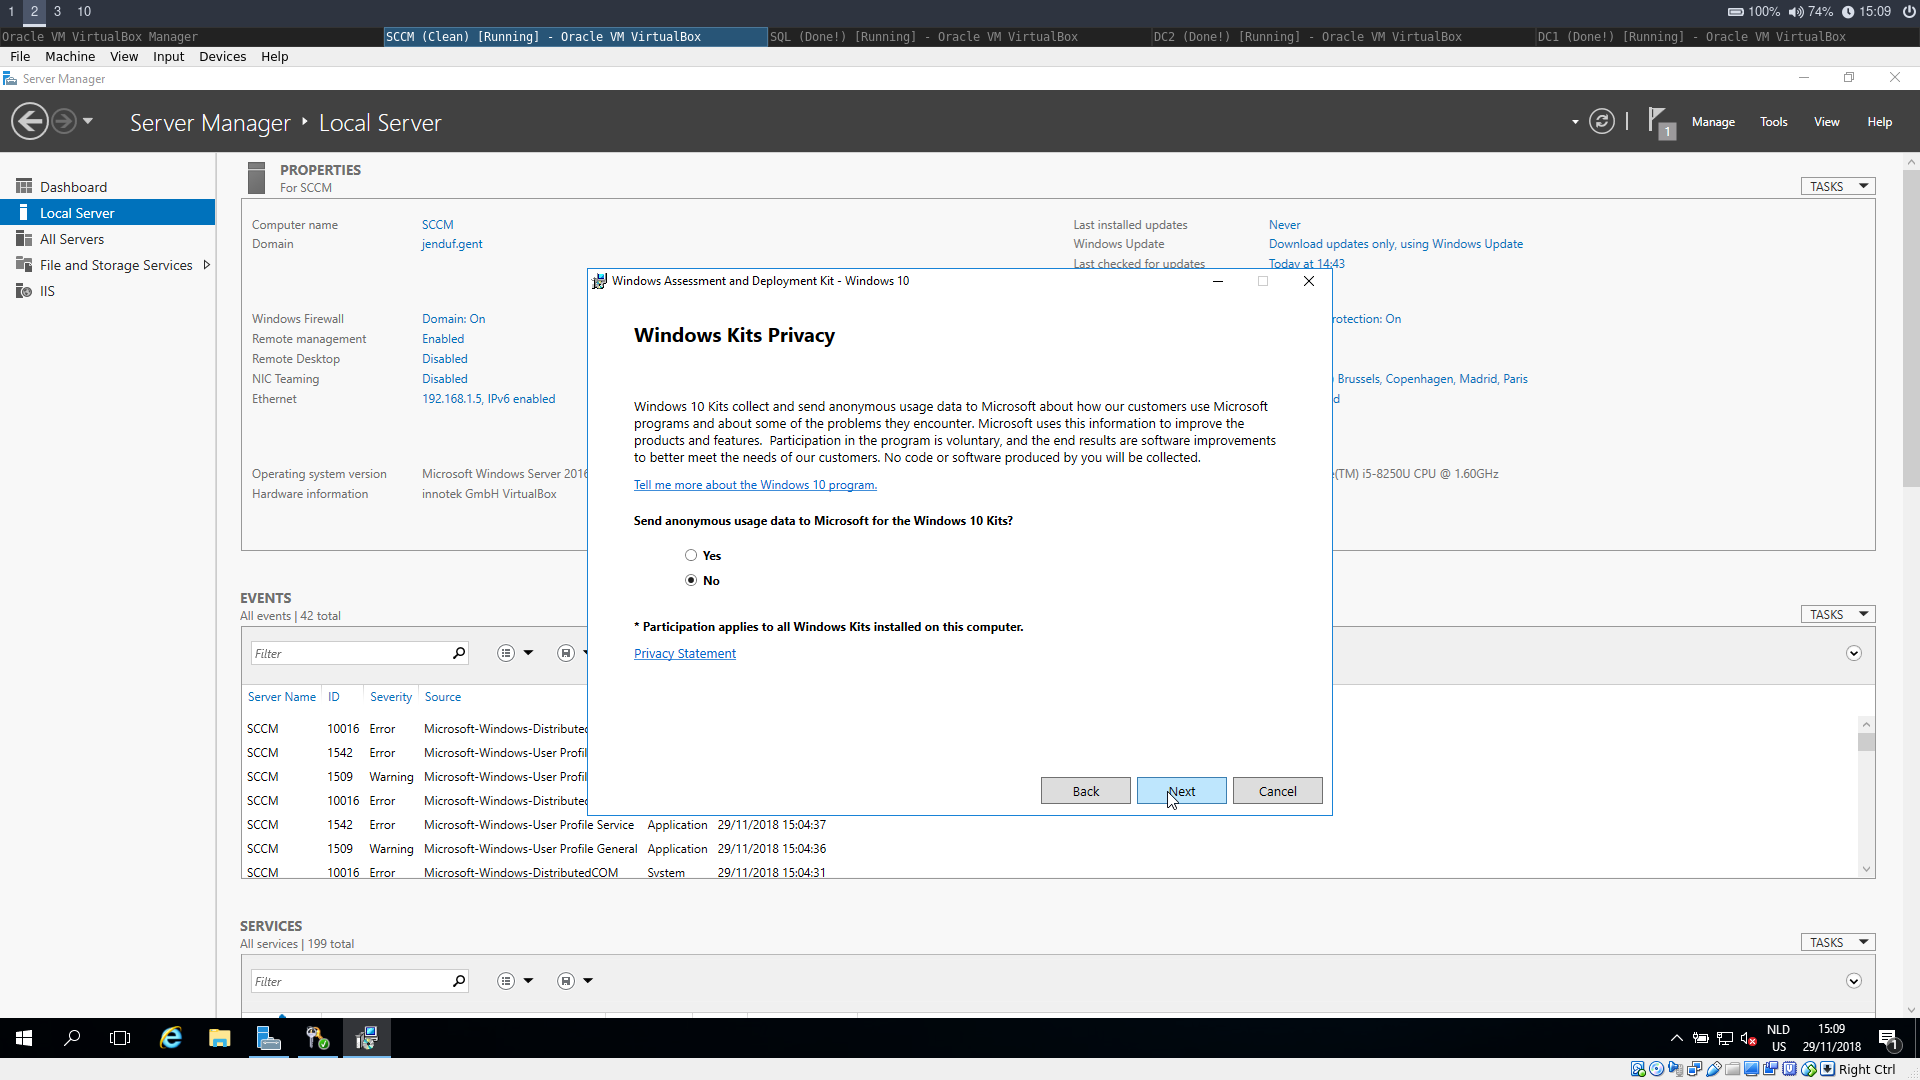 1 2 3 10
100% 74% 15:09
Oracle VM VirtualBox Manager
SCCM (Clean) [Running] - Oracle VM VirtualBox
SQL (Done!) [Running] - Oracle VM VirtualBox
DC2 (Done!) [Running] - Oracle VM VirtualBox
DC1 (Done!) [Running] - Oracle VM VirtualBox
File Machine View Input Devices Help
Server Manager
Server Manager Local Server
1 Manage Tools View Help
Dashboard
Local Server
All Servers
File and Storage Services
IIS
PROPERTIES
For SCCM
TASKS
Computer name SCCM
Domain jenduf.gent
Last installed updates Never
Windows Update Download updates only, using Windows Update
Last checked for updates Today at 14:43
Windows Firewall Domain: On
Remote management Enabled
Remote Desktop Disabled
NIC Teaming Disabled
Ethernet 192.168.1.5, IPv6 enabled
rotection: On
Brussels, Copenhagen, Madrid, Paris
Operating system version Microsoft Windows Server 2016
Hardware information innotek GmbH VirtualBox
(TM) i5-8250U CPU @ 1.60GHz
Windows Assessment and Deployment Kit - Windows 10
Windows Kits Privacy
Windows 10 Kits collect and send anonymous usage data to Microsoft about how our customers use Microsoft
programs and about some of the problems they encounter. Microsoft uses this information to improve the
products and features.  Participation in the program is voluntary, and the end results are software improvements
to better meet the needs of our customers. No code or software produced by you will be collected.
Tell me more about the Windows 10 program.
Send anonymous usage data to Microsoft for the Windows 10 Kits?
Yes
No
* Participation applies to all Windows Kits installed on this computer.
Privacy Statement
Back Next Cancel
EVENTS
All events | 42 total
TASKS
Filter
Server Name ID Severity Source
SCCM 10016 Error Microsoft-Windows-Distributed
SCCM 1542 Error Microsoft-Windows-User Profil
SCCM 1509 Warning Microsoft-Windows-User Profil
SCCM 10016 Error Microsoft-Windows-Distributed
SCCM 1542 Error Microsoft-Windows-User Profile Service Application 29/11/2018 15:04:37
SCCM 1509 Warning Microsoft-Windows-User Profile General Application 29/11/2018 15:04:36
SCCM 10016 Error Microsoft-Windows-DistributedCOM System 29/11/2018 15:04:31
SERVICES
All services | 199 total
TASKS
Filter
NLD
US
15:09
29/11/2018
1
Right Ctrl